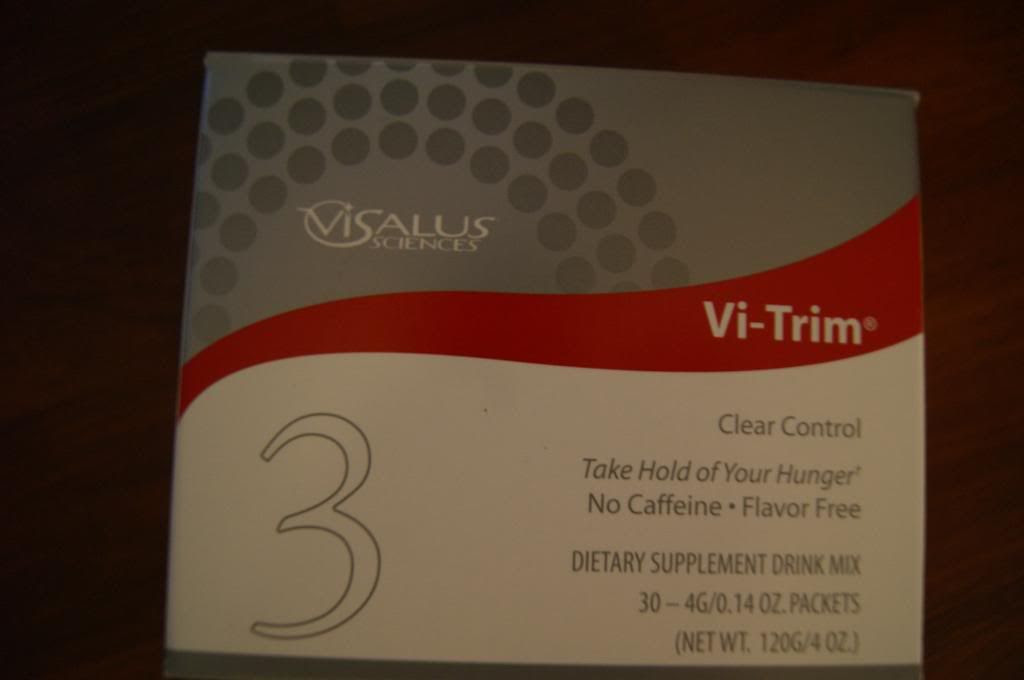 ViSALUS
SCIENCES
Vi-Trim®
3
Clear Control
Take Hold of Your Hunger†
No Caffeine • Flavor Free
DIETARY SUPPLEMENT DRINK MIX
30 – 4G/0.14 OZ. PACKETS
(NET WT. 120G/4 OZ.)